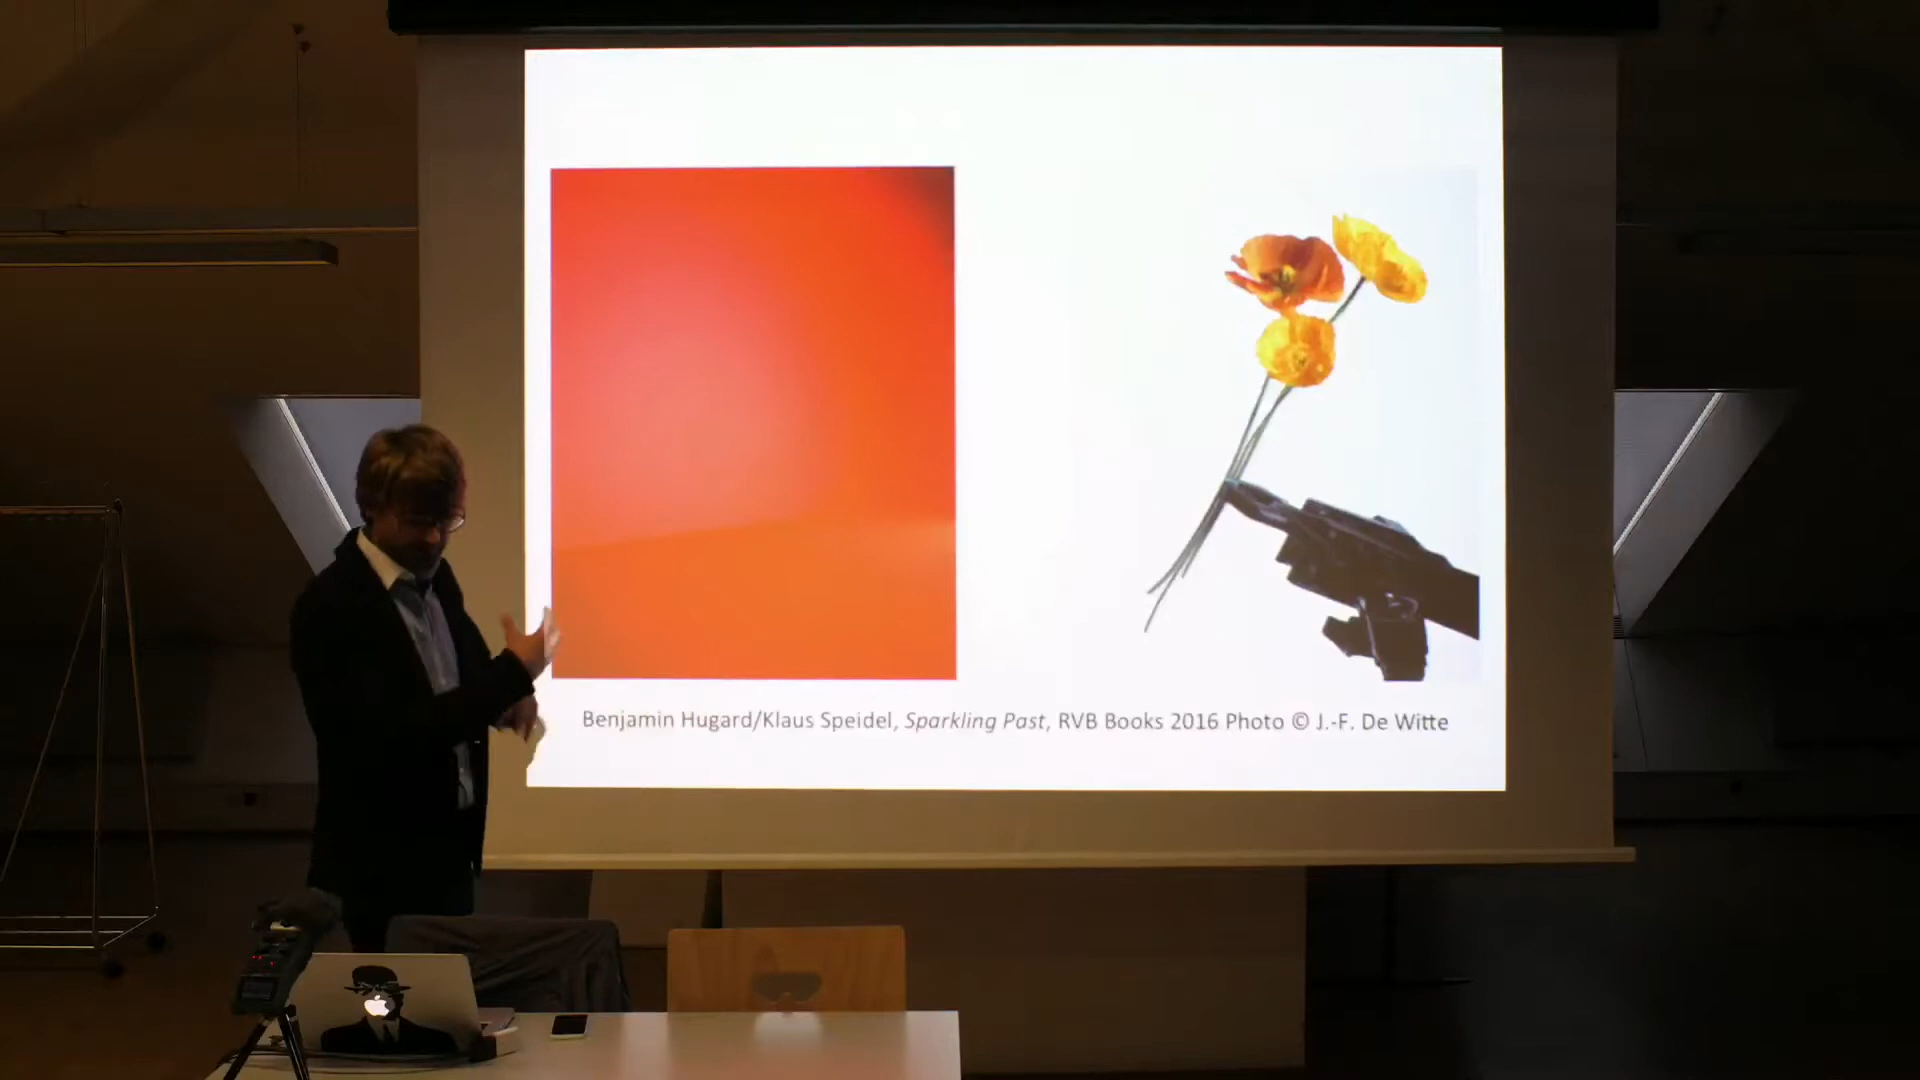 Benjamin Hugard/Klaus Speidel, Sparkling Past, RVB Books 2016 Photo © J.-F. De Witte